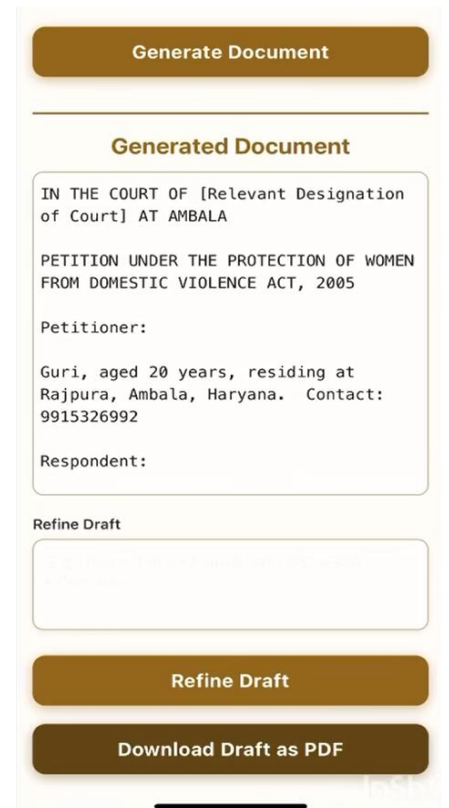 Generate Document
Generated Document
IN THE COURT OF [Relevant Designation
of Court] AT AMBALA
PETITION UNDER THE PROTECTION OF WOMEN
FROM DOMESTIC VIOLENCE ACT, 2005
Petitioner:
Guri, aged 20 years, residing at
Rajpura, Ambala, Haryana.  Contact:
9915326992
Respondent:
Refine Draft
Refine Draft
Download Draft as PDF